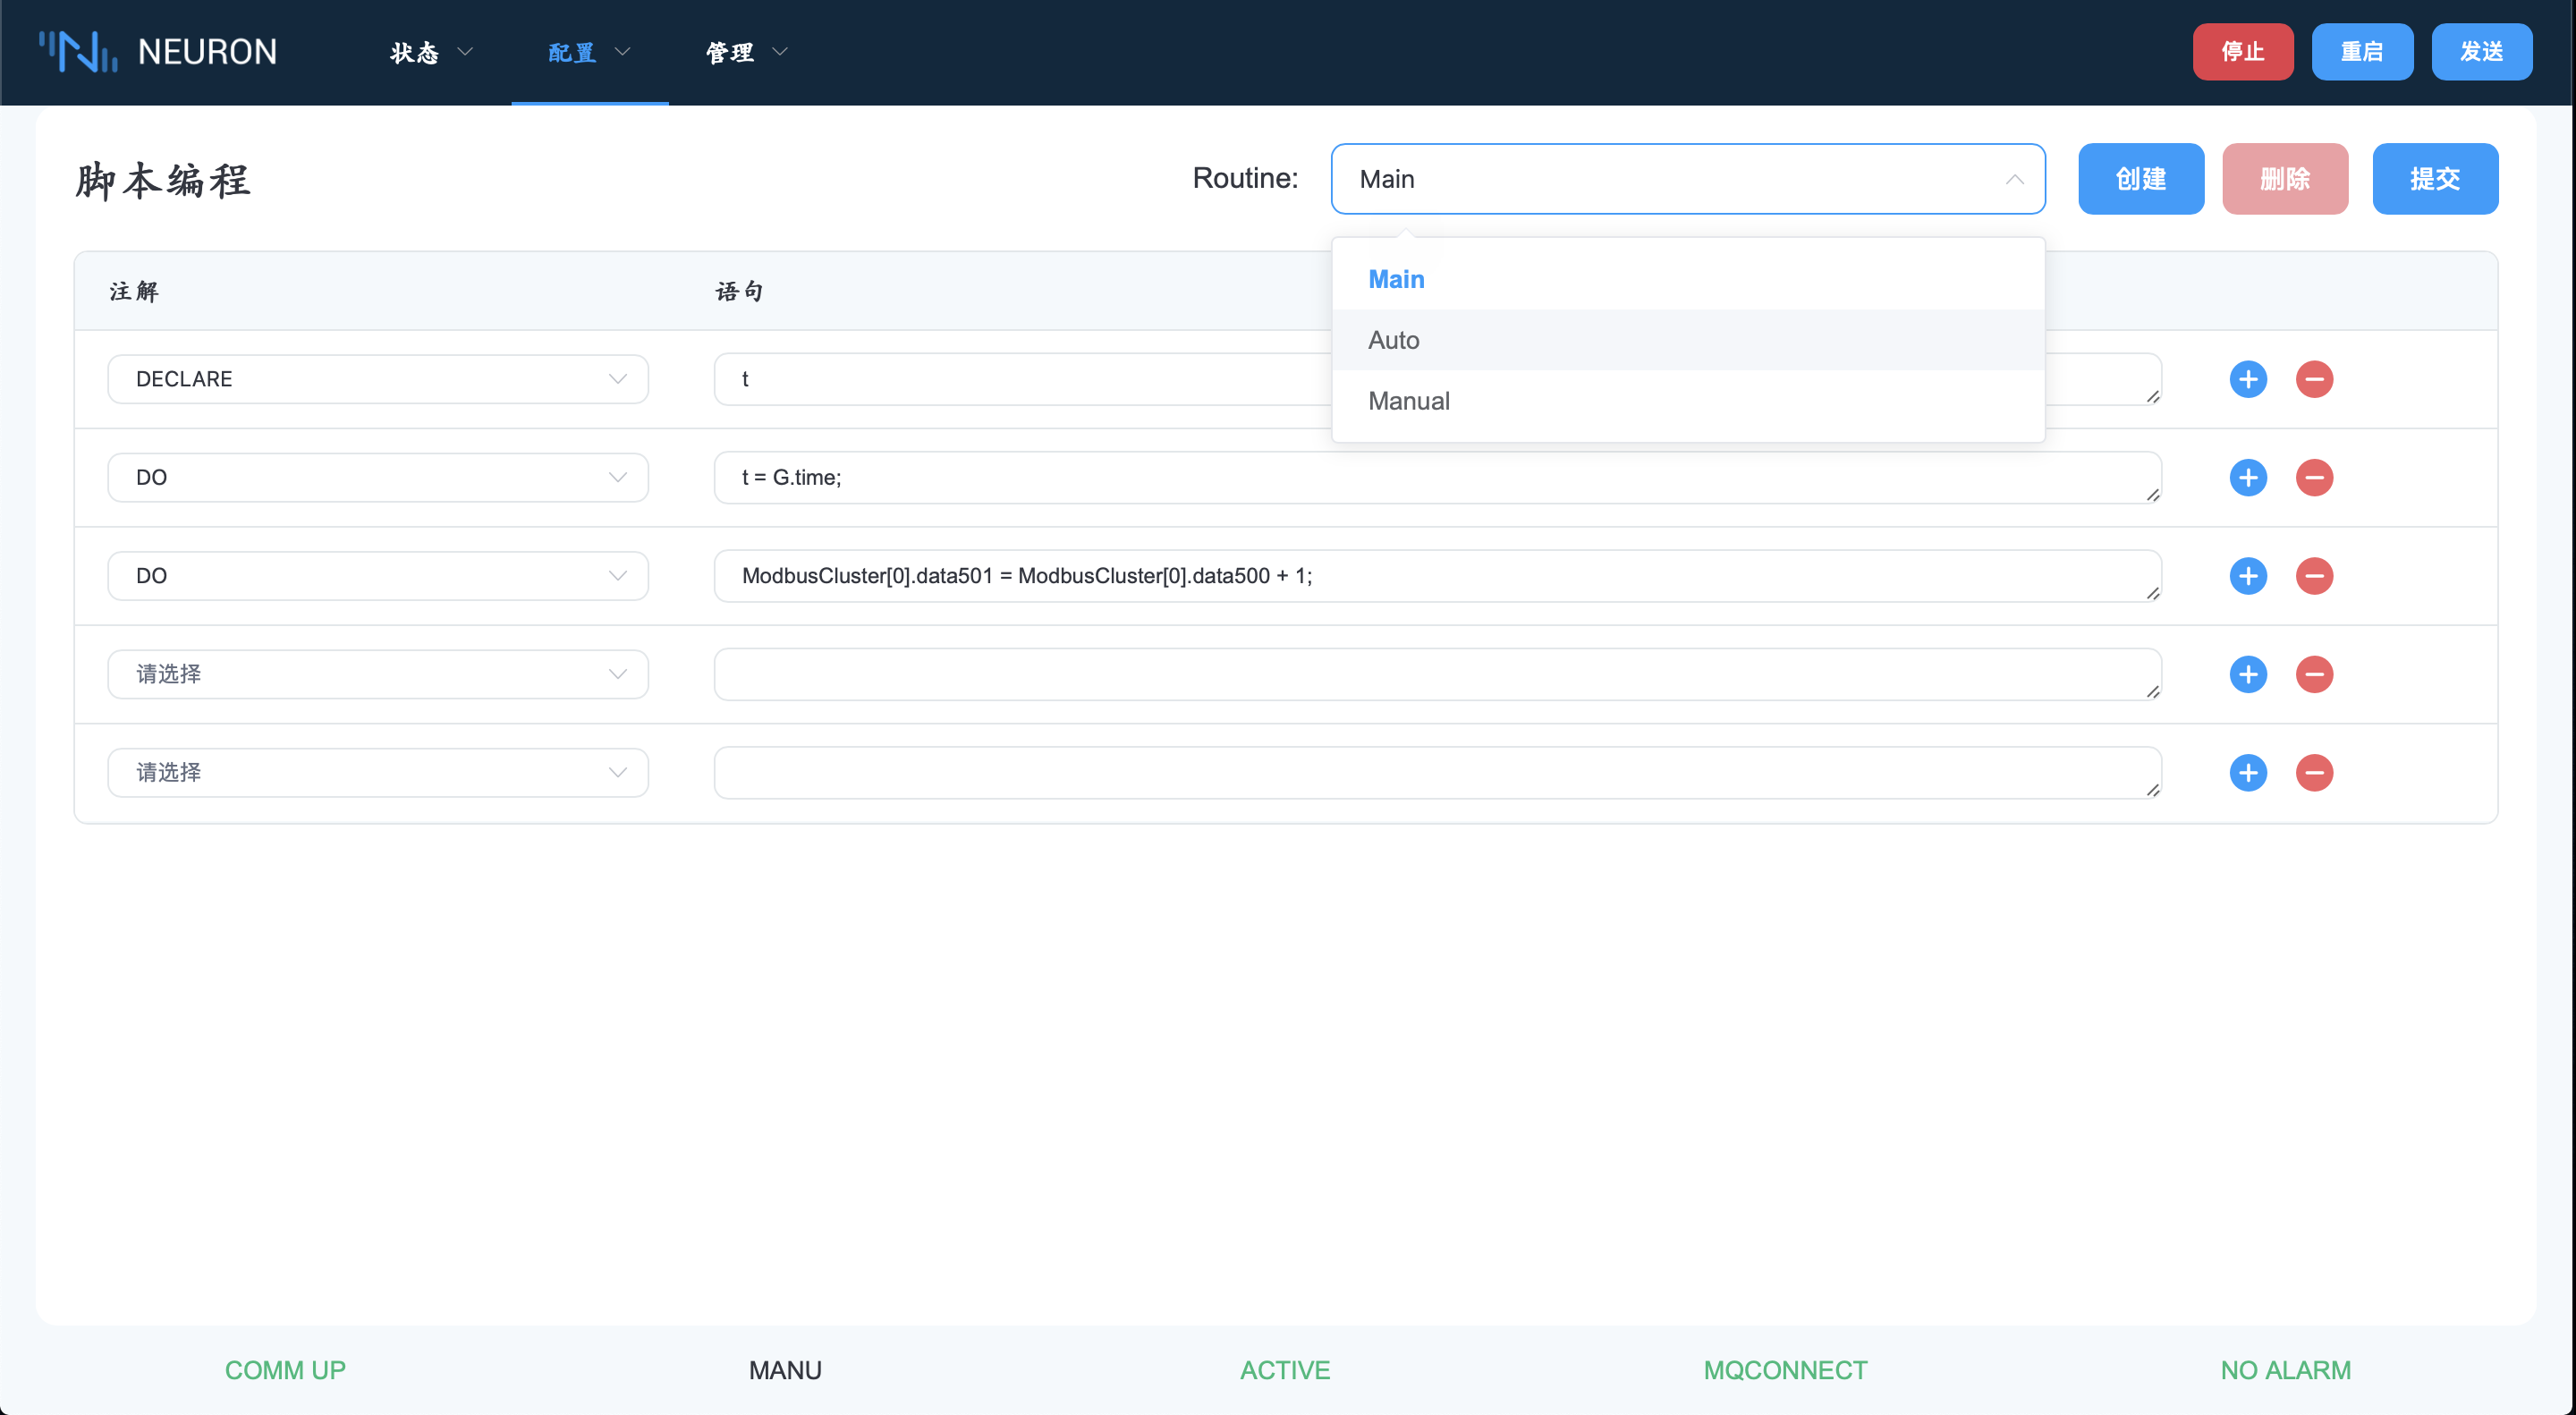 NEURON 状态 配置 管理 停止 重启 发送
脚本编程 Routine: Main 创建 删除 提交
Main
Auto
Manual
注解 语句
DECLARE t
DO t = G.time;
DO ModbusCluster[0].data501 = ModbusCluster[0].data500 + 1;
请选择
请选择
COMM UP MANU ACTIVE MQCONNECT NO ALARM